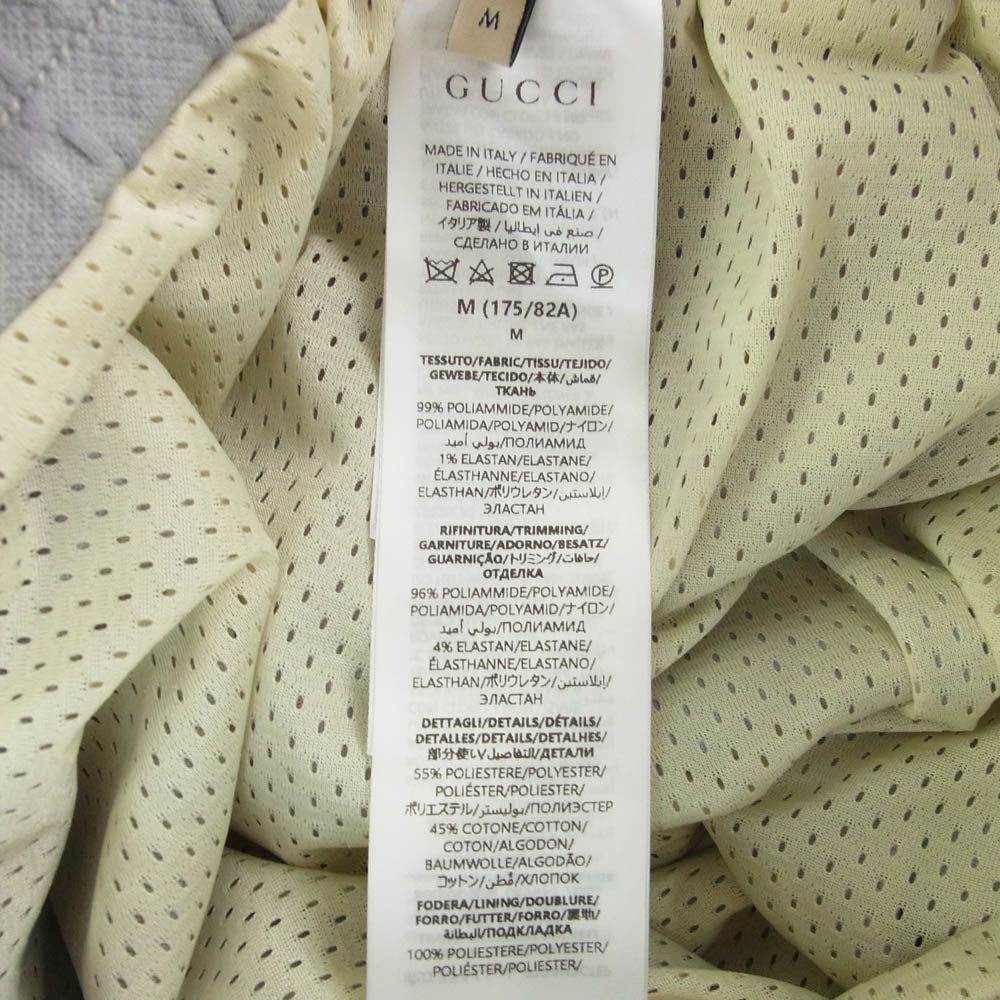 M
GUCCI
MADE IN ITALY / FABRIQUÉ EN
ITALIE / HECHO EN ITALIA /
HERGESTELLT IN ITALIEN /
FABRICADO EM ITÁLIA /
イタリア製 / صنع في ايطاليا /
СДЕЛАНО В ИТАЛИИ
M (175/82A)
M
TESSUTO/FABRIC/TISSU/TEJIDO/
GEWEBE/TECIDO/本体/قماش/
ТКАНЬ
99% POLIAMMIDE/POLYAMIDE/
POLIAMIDA/POLYAMID/ナイロン/
بولي أميد/ПОЛИАМИД
1% ELASTAN/ELASTANE/
ÉLASTHANNE/ELASTANO/
ELASTHAN/ポリウレタン/إيلاستين/
ЭЛАСТАН
RIFINITURA/TRIMMING/
GARNITURE/ADORNO/BESATZ/
GUARNIÇÃO/トリミング/حافات/
ОТДЕЛКА
96% POLIAMMIDE/POLYAMIDE/
POLIAMIDA/POLYAMID/ナイロン/
بولي أميد/ПОЛИАМИД
4% ELASTAN/ELASTANE/
ÉLASTHANNE/ELASTANO/
ELASTHAN/ポリウレタン/إيلاستين/
ЭЛАСТАН
DETTAGLI/DETAILS/DÉTAILS/
DETALLES/DETAILS/DETALHES/
部分使い/التفاصيل/ДЕТАЛИ
55% POLIESTERE/POLYESTER/
POLIÉSTER/POLIESTER/
ポリエステル/بوليستر/ПОЛИЭСТЕР
45% COTONE/COTTON/
COTON/ALGODON/
BAUMWOLLE/ALGODÃO/
コットン/قُطن/ХЛОПОК
FODERA/LINING/DOUBLURE/
FORRO/FUTTER/FORRO/裏地/
البطانة/ПОДКЛАДКА
100% POLIESTERE/POLYESTER/
POLIÉSTER/POLIESTER/